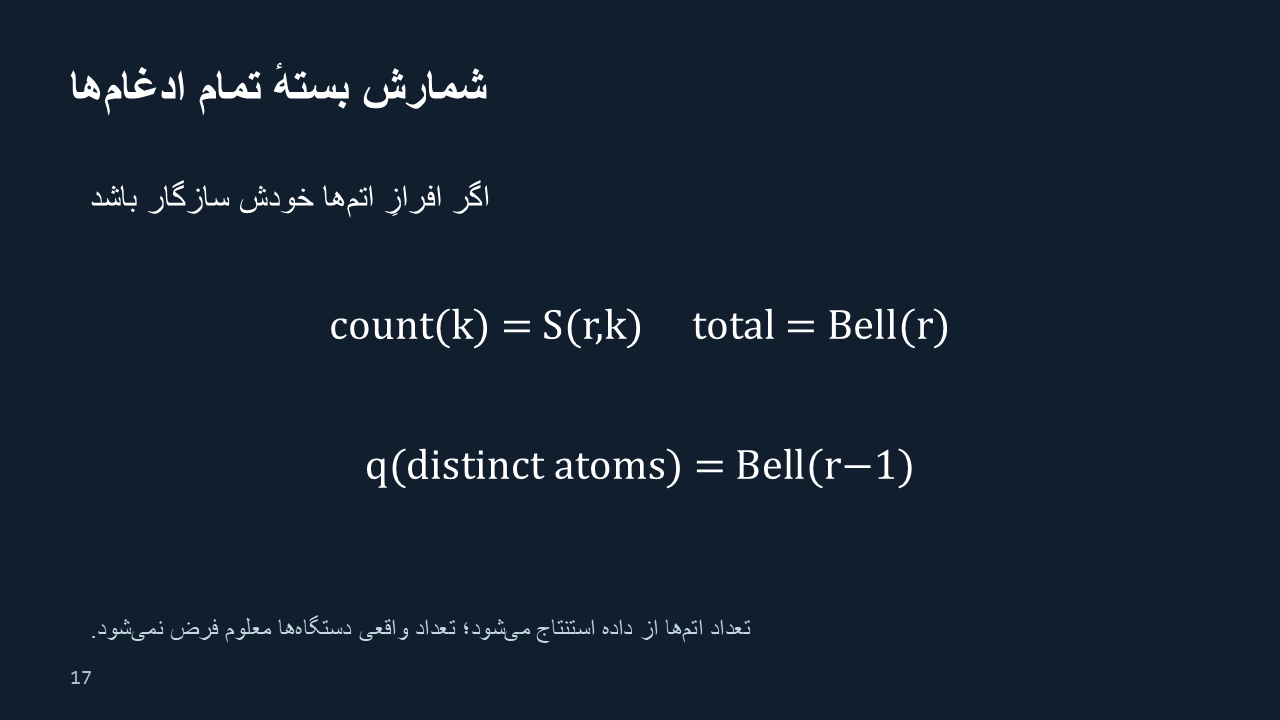 شمارش بستهٔ تمام ادغام‌ها
اگر افرازِ اتم‌ها خودش سازگار باشد
count(k) = S(r,k)     total = Bell(r)
q(distinct atoms) = Bell(r−1)
تعداد اتم‌ها از داده استنتاج می‌شود؛ تعداد واقعی دستگاه‌ها معلوم فرض نمی‌شود.
17